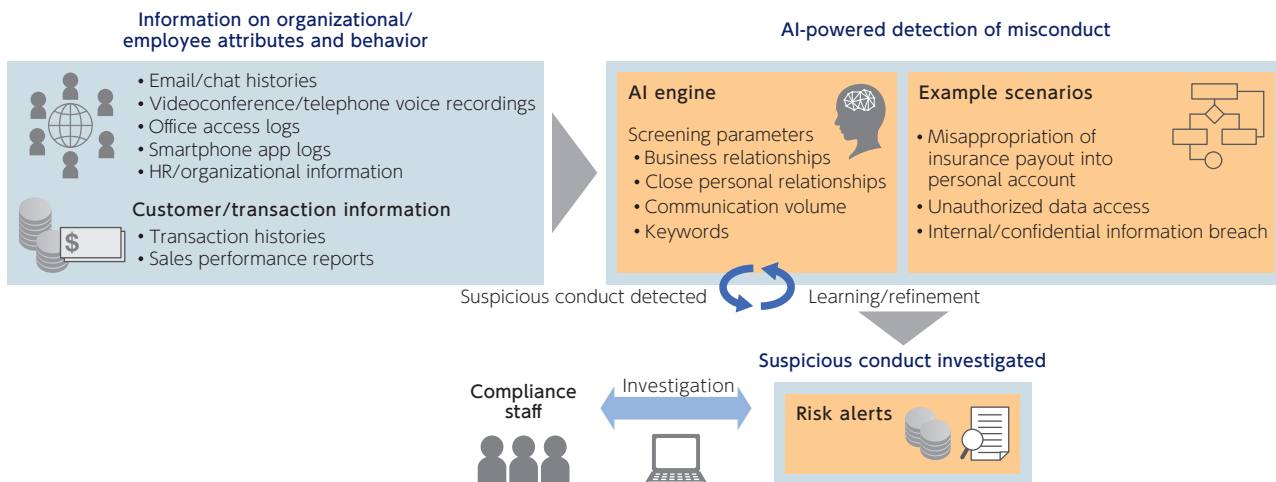 Information on organizational/
employee attributes and behavior
• Email/chat histories
• Videoconference/telephone voice recordings
• Office access logs
• Smartphone app logs
• HR/organizational information
Customer/transaction information
$
• Transaction histories
• Sales performance reports
AI-powered detection of misconduct
AI engine
Screening parameters
• Business relationships
• Close personal relationships
• Communication volume
• Keywords
Example scenarios
• Misappropriation of
insurance payout into
personal account
• Unauthorized data access
• Internal/confidential information breach
Suspicious conduct detected
Learning/refinement
Suspicious conduct investigated
Compliance
staff
Investigation
Risk alerts